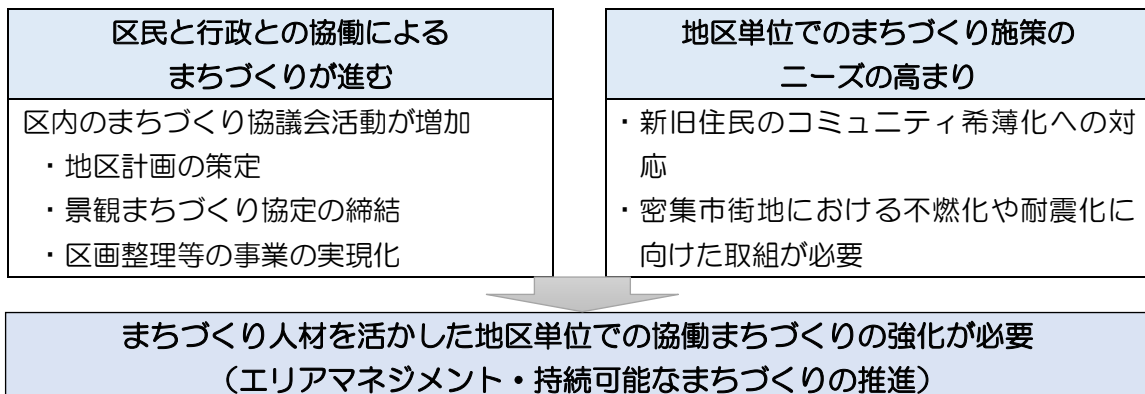 区民と行政との協働による
まちづくりが進む
区内のまちづくり協議会活動が増加
・地区計画の策定
・景観まちづくり協定の締結
・区画整理等の事業の実現化
地区単位でのまちづくり施策の
ニーズの高まり
・新旧住民のコミュニティ希薄化への対
応
・密集市街地における不燃化や耐震化に
向けた取組が必要
まちづくり人材を活かした地区単位での協働まちづくりの強化が必要
（エリアマネジメント・持続可能なまちづくりの推進）